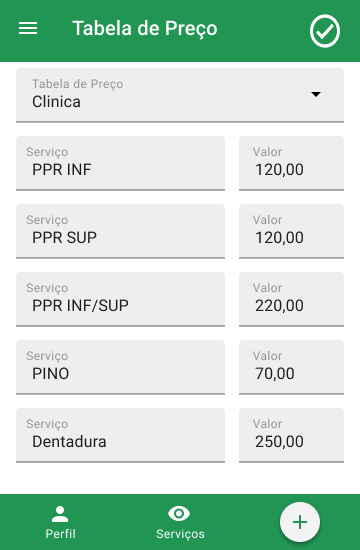 Tabela de Preço
Tabela de Preço
Clinica
Serviço
PPR INF
Valor
120,00
Serviço
PPR SUP
Valor
120,00
Serviço
PPR INF/SUP
Valor
220,00
Serviço
PINO
Valor
70,00
Serviço
Dentadura
Valor
250,00
Perfil
Serviços